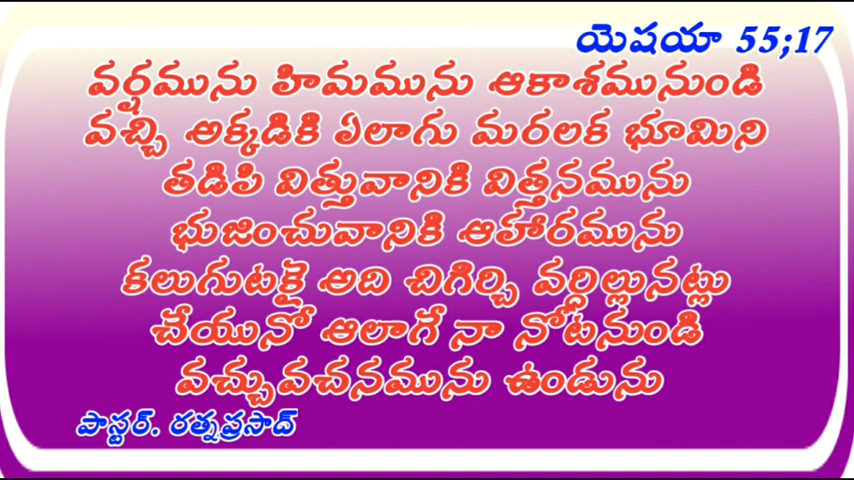 యెషయా 55;17
వర్షమును హిమమును ఆకాశమునుండి
వచ్చి అక్కడికి ఏలాగు మరలక భూమిని
తడిపి విత్తువానికి విత్తనమును
భుజించువానికి ఆహారమును
కలుగుటకై అది చిగిర్చి వర్ధిల్లునట్లు
చేయునో ఆలాగే నా నోటనుండి
వచ్చువచనమును ఉండును
పాస్టర్. రత్నప్రసాద్